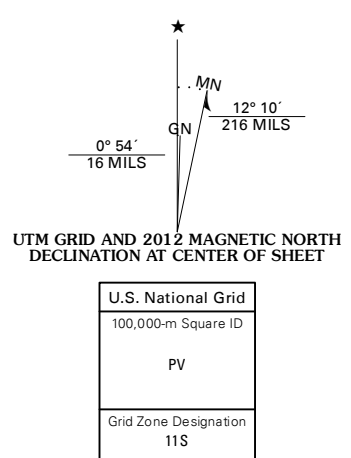 ★
MN
12° 10´
216 MILS
GN
0° 54´
16 MILS
UTM GRID AND 2012 MAGNETIC NORTH
DECLINATION AT CENTER OF SHEET
U.S. National Grid
100,000-m Square ID
PV
Grid Zone Designation
11S